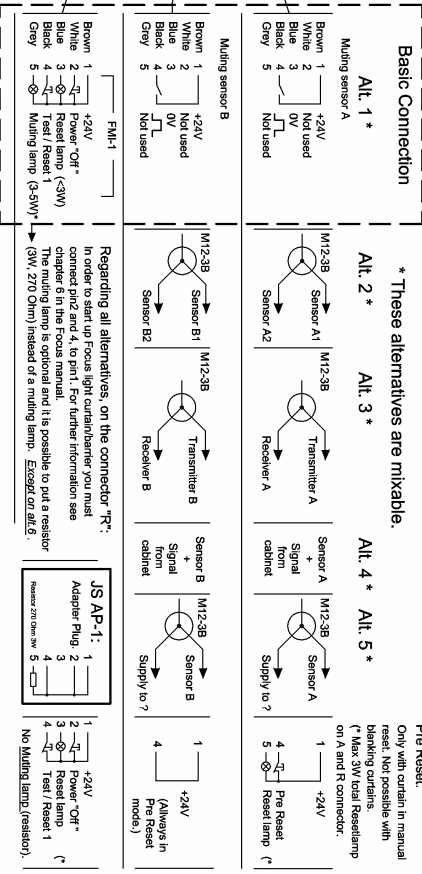 Basic Connection
* These alternatives are mixable.
Pre Reset.
Only with curtain in manual
reset. Not possible with
blanking curtains.
(* Max 3W total Resetlamp
on A and R connector.
Alt. 1 *
Alt. 2 *
Alt. 3 *
Alt. 4 *
Alt. 5 *
Muting sensor A
Brown 1 +24V
White 2 Not used
Blue 3 0V
Black 4
Grey 5 Not used
M12-3B
Sensor A1
Sensor A2
M12-3B
Transmitter A
Receiver A
Sensor A
+
Signal
from
cabinet
M12-3B
Sensor A
Supply to ?
1 +24V
4 Pre Reset
5 Reset lamp (*
Muting sensor B
Brown 1 +24V
White 2 Not used
Blue 3 0V
Black 4
Grey 5 Not used
M12-3B
Sensor B1
Sensor B2
M12-3B
Transmitter B
Receiver B
Sensor B
+
Signal
from
cabinet
M12-3B
Sensor B
Supply to ?
1 +24V
4
(Allways in
Pre Reset
mode.)
FMI-1
Brown 1 +24V
White 2 Power "Off"
Blue 3 Reset lamp (<3W)
Black 4 Test / Reset 1
Grey 5 Muting lamp (3-5W)*
Regarding all alternatives, on the connector "R":
In order to start up Focus light curtain/barrier you must
connect pin2 and 4, to pin1. For further information see
chapter 6 in the Focus manual.
The muting lamp is optional and it is possible to put a resistor
(3W, 270 Ohm) instead of a muting lamp. Except on alt.6 .
JS AP-1:
Adapter Plug.
1
2
3
4
Resistor 270 Ohm 3W 5
1 +24V
2 Power "Off"
3 Reset lamp (*
4 Test / Reset 1
No Muting lamp (resistor).